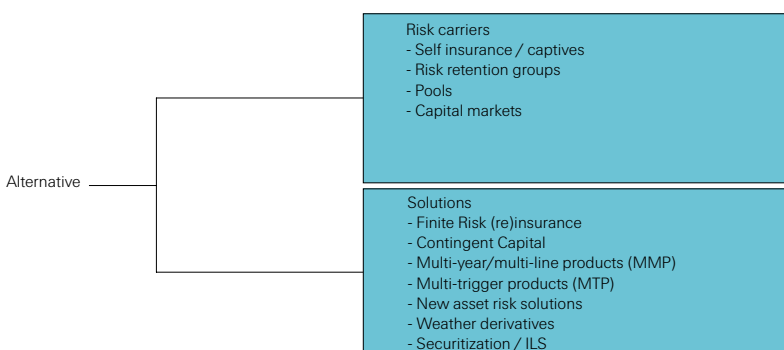 Risk carriers
- Self insurance / captives
- Risk retention groups
- Pools
- Capital markets
Alternative
Solutions
- Finite Risk (re)insurance
- Contingent Capital
- Multi-year/multi-line products (MMP)
- Multi-trigger products (MTP)
- New asset risk solutions
- Weather derivatives
- Securitization / ILS